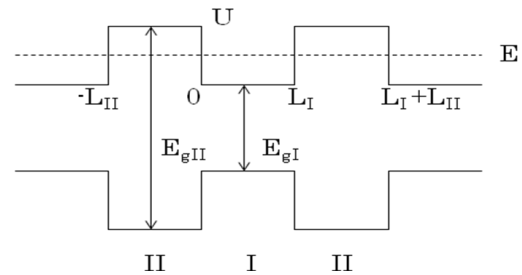 U
E
-L_II 0 L_I L_I+L_II
E_gII E_gI
II I II